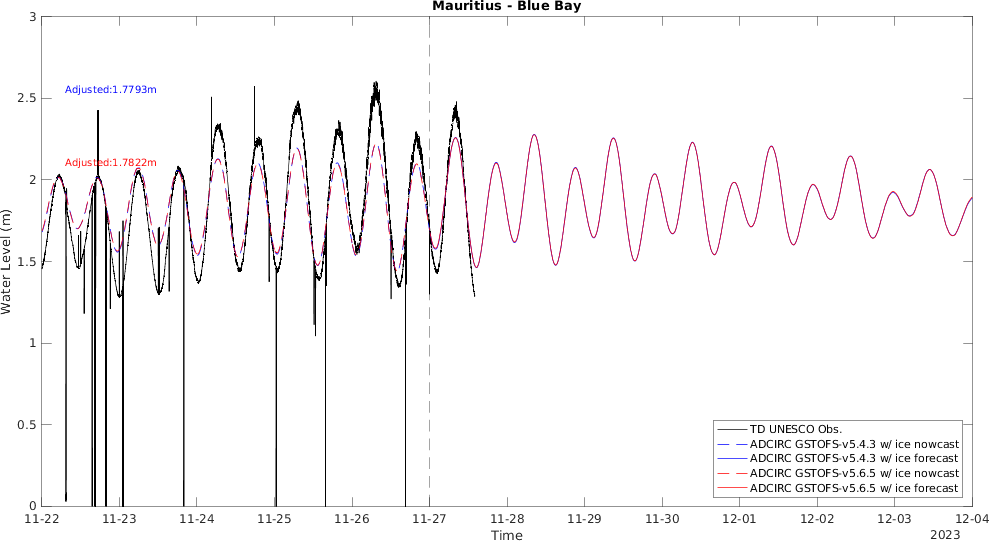 Mauritius - Blue Bay
3
2.5
2
1.5
1
0.5
0
Water Level (m)
Adjusted:1.7793m
Adjusted:1.7822m
TD UNESCO Obs.
ADCIRC GSTOFS-v5.4.3 w/ ice nowcast
ADCIRC GSTOFS-v5.4.3 w/ ice forecast
ADCIRC GSTOFS-v5.6.5 w/ ice nowcast
ADCIRC GSTOFS-v5.6.5 w/ ice forecast
11-22 11-23 11-24 11-25 11-26 11-27 11-28 11-29 11-30 12-01 12-02 12-03 12-04
Time
2023